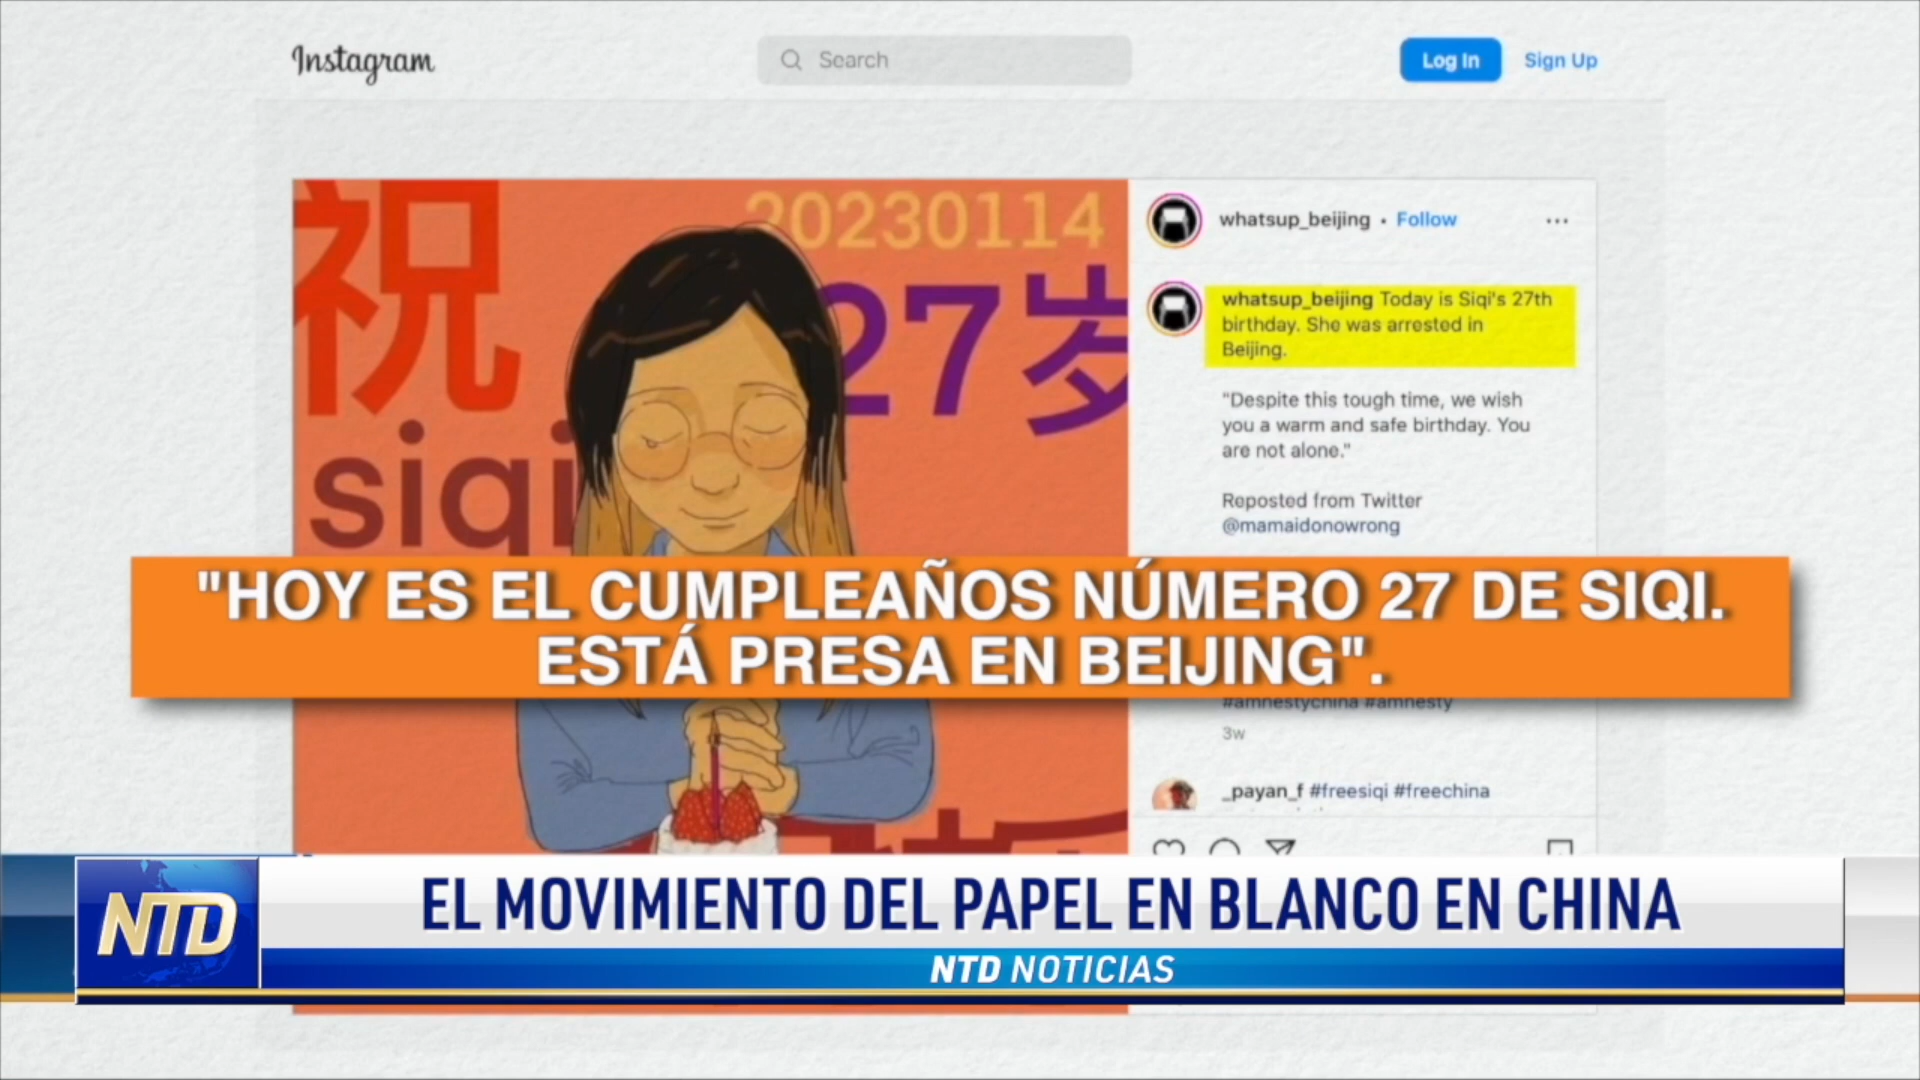 Instagram
Search
Log In
Sign Up
祝
20230114
27岁
siqi
whatsup_beijing • Follow
whatsup_beijing Today is Siqi's 27th
birthday. She was arrested in
Beijing.
"Despite this tough time, we wish
you a warm and safe birthday. You
are not alone."
Reposted from Twitter
@mamaidonowrong
"HOY ES EL CUMPLEAÑOS NÚMERO 27 DE SIQI.
ESTÁ PRESA EN BEIJING".
#amnestychina #amnesty
3w
_payan_f #freesiqi #freechina
NTD
EL MOVIMIENTO DEL PAPEL EN BLANCO EN CHINA
NTD NOTICIAS